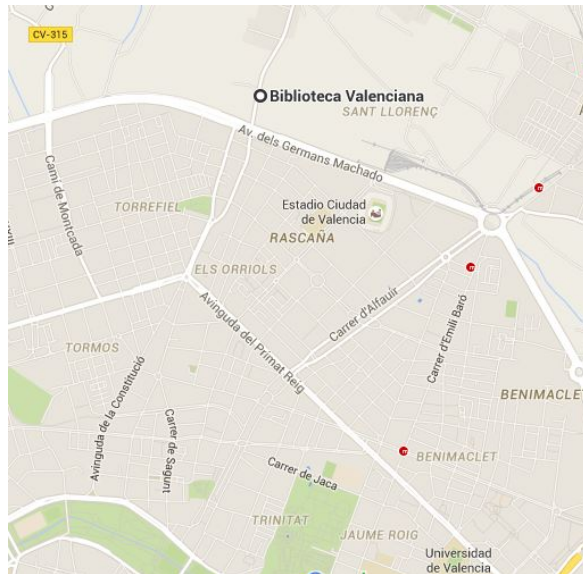 CV-315
Biblioteca Valenciana
SANT LLORENÇ
Av. dels Germans Machado
Camí de Montcada
TORREFIEL
Estadio Ciudad
de Valencia
RASCAÑA
ELS ORRIOLS
Avinguda del Primat Reig
Carrer d'Alfauir
Carrer d'Emili Baró
TORMOS
Avinguda de la Constitució
Carrer de Sagunt
BENIMACLET
BENIMACLET
Carrer de Jaca
TRINITAT
JAUME ROIG
Universidad
de Valencia